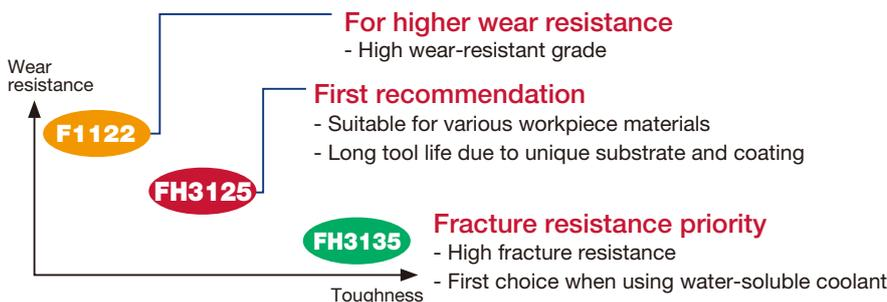 For higher wear resistance
- High wear-resistant grade
Wear
resistance
F1122
First recommendation
- Suitable for various workpiece materials
- Long tool life due to unique substrate and coating
FH3125
Fracture resistance priority
FH3135
- High fracture resistance
- First choice when using water-soluble coolant
Toughness